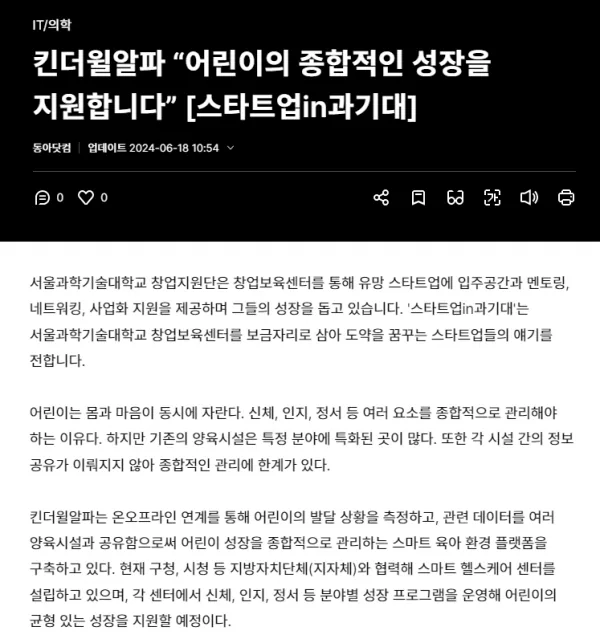 IT/의학
킨더윌알파 “어린이의 종합적인 성장을
지원합니다” [스타트업in과기대]
동아닷컴 업데이트 2024-06-18 10:54
0 0 가
서울과학기술대학교 창업지원단은 창업보육센터를 통해 유망 스타트업에 입주공간과 멘토링,
네트워킹, 사업화 지원을 제공하며 그들의 성장을 돕고 있습니다. '스타트업in과기대'는
서울과학기술대학교 창업보육센터를 보금자리로 삼아 도약을 꿈꾸는 스타트업들의 얘기를
전합니다.
어린이는 몸과 마음이 동시에 자란다. 신체, 인지, 정서 등 여러 요소를 종합적으로 관리해야
하는 이유다. 하지만 기존의 양육시설은 특정 분야에 특화된 곳이 많다. 또한 각 시설 간의 정보
공유가 이뤄지지 않아 종합적인 관리에 한계가 있다.
킨더윌알파는 온오프라인 연계를 통해 어린이의 발달 상황을 측정하고, 관련 데이터를 여러
양육시설과 공유함으로써 어린이 성장을 종합적으로 관리하는 스마트 육아 환경 플랫폼을
구축하고 있다. 현재 구청, 시청 등 지방자치단체(지자체)와 협력해 스마트 헬스케어 센터를
설립하고 있으며, 각 센터에서 신체, 인지, 정서 등 분야별 성장 프로그램을 운영해 어린이의
균형 있는 성장을 지원할 예정이다.